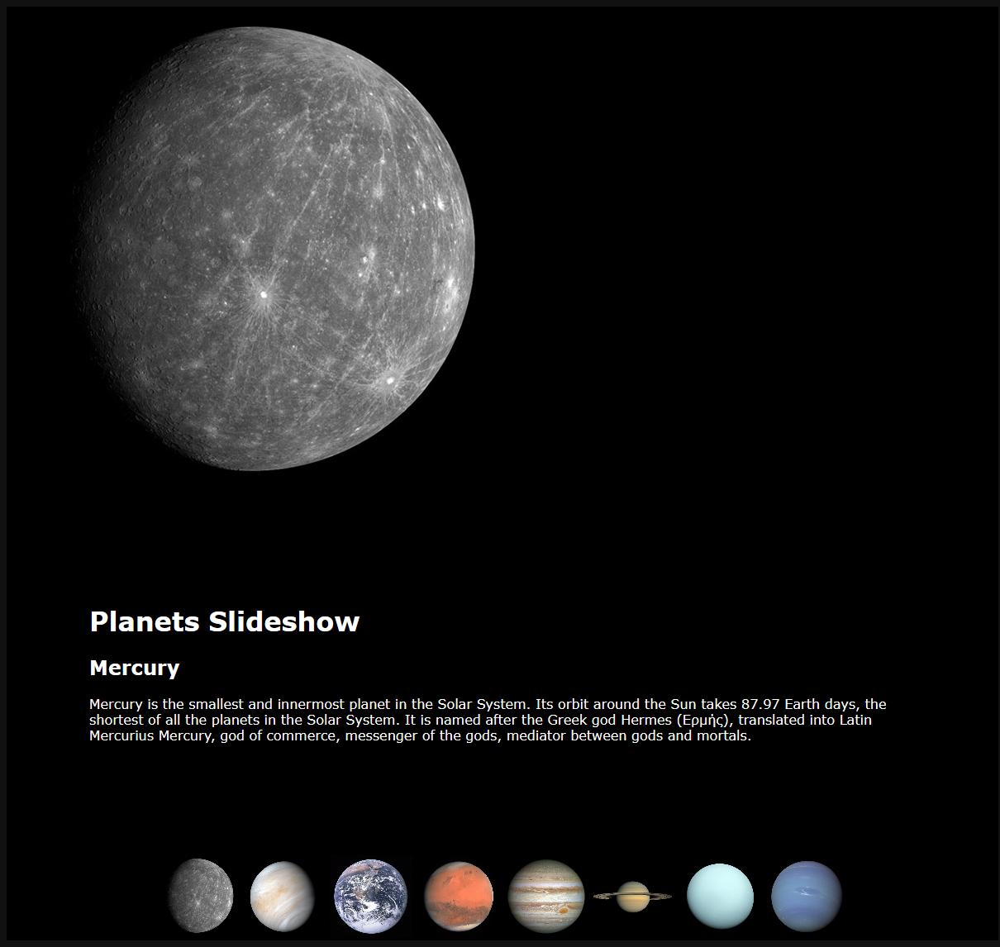 Planets Slideshow
Mercury
Mercury is the smallest and innermost planet in the Solar System. Its orbit around the Sun takes 87.97 Earth days, the
shortest of all the planets in the Solar System. It is named after the Greek god Hermes (Ερμής), translated into Latin
Mercurius Mercury, god of commerce, messenger of the gods, mediator between gods and mortals.